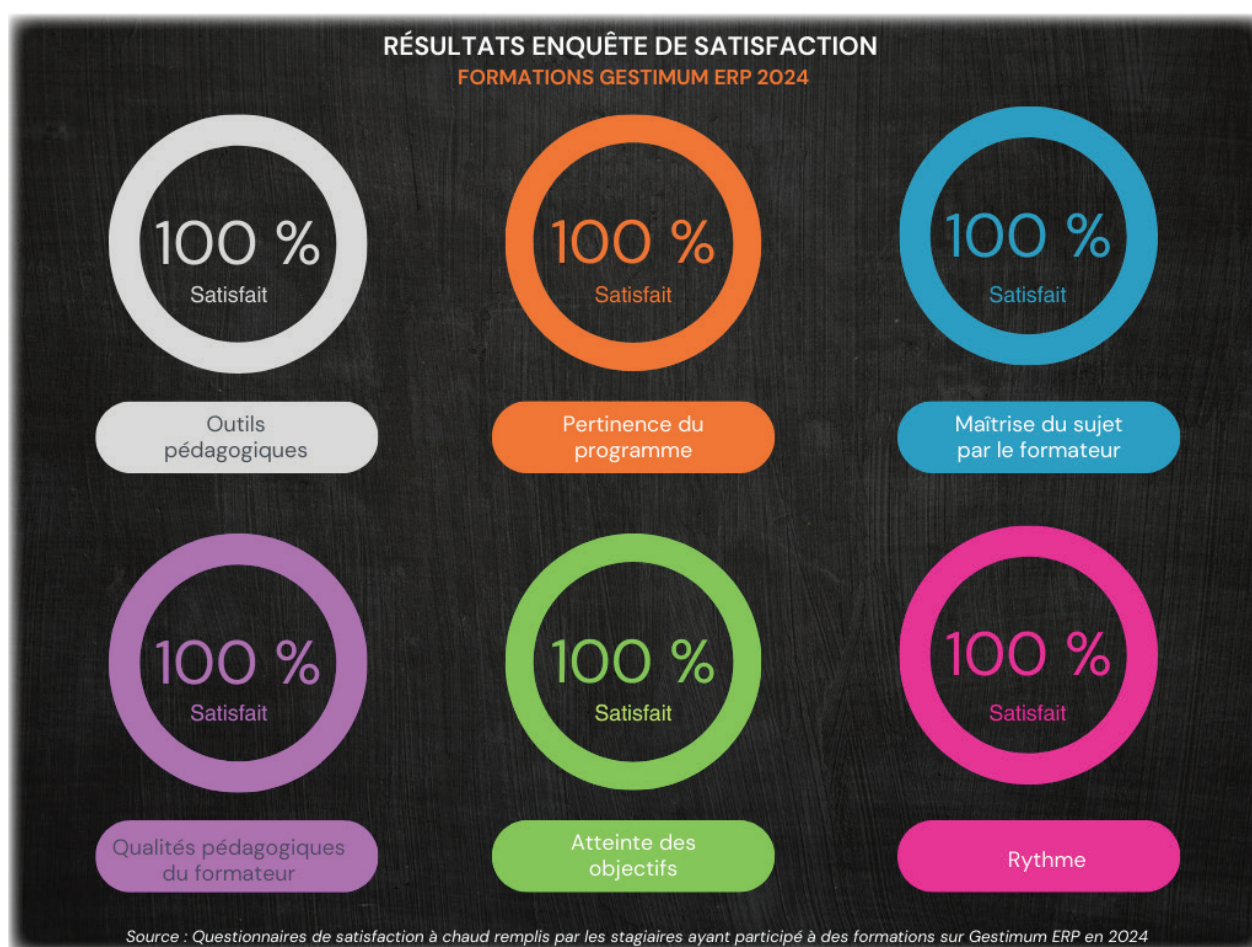 RÉSULTATS ENQUÊTE DE SATISFACTION
FORMATIONS GESTIMUM ERP 2024
100 %
Satisfait
Outils
pédagogiques
100 %
Satisfait
Pertinence du
programme
100 %
Satisfait
Maîtrise du sujet
par le formateur
100 %
Satisfait
Qualités pédagogiques
du formateur
100 %
Satisfait
Atteinte des
objectifs
100 %
Satisfait
Rythme
Source : Questionnaires de satisfaction à chaud remplis par les stagiaires ayant participé à des formations sur Gestimum ERP en 2024